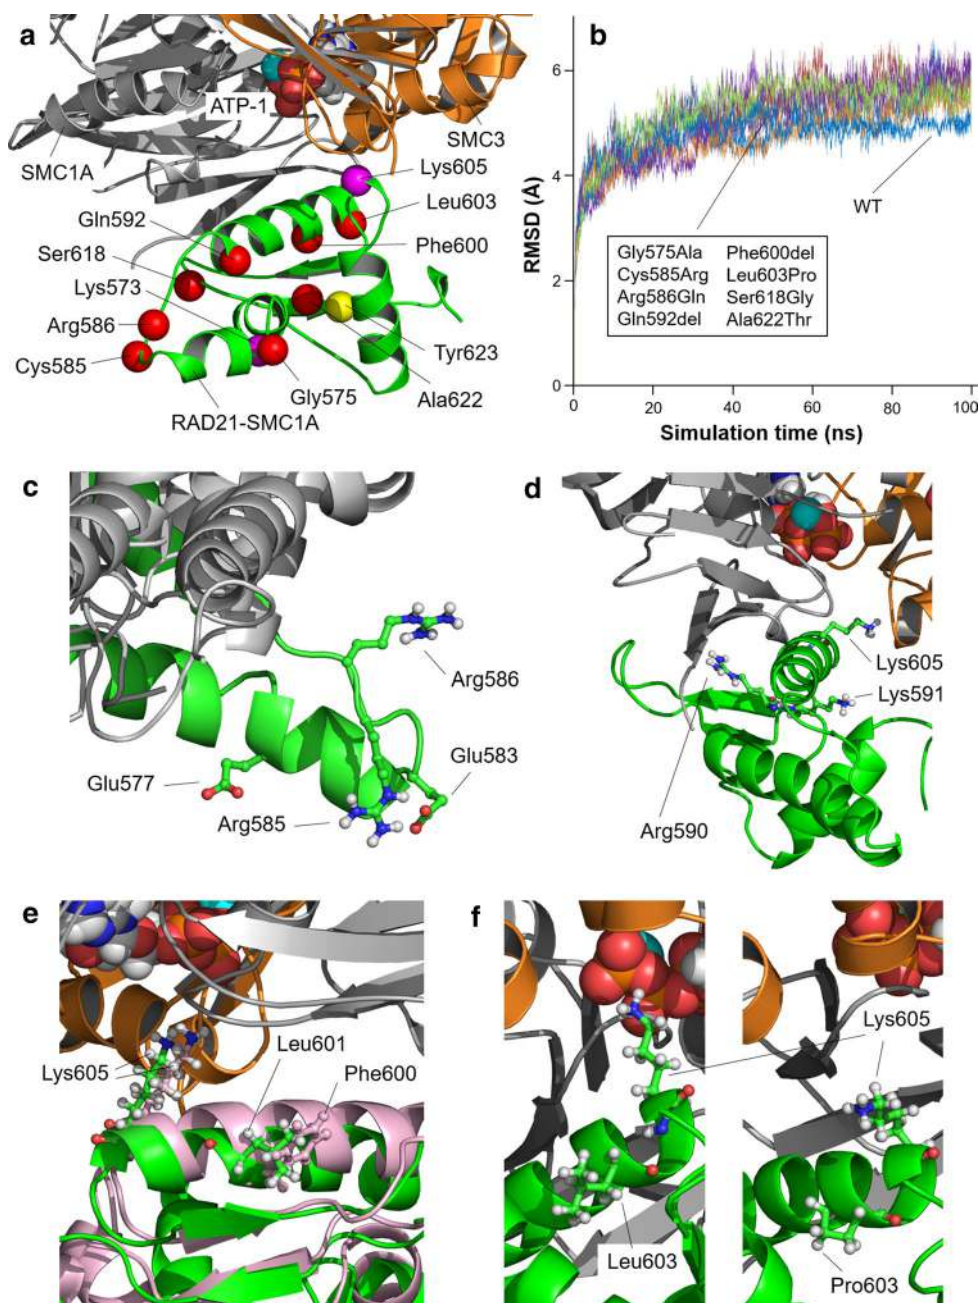 a
ATP-1
SMC1A
SMC3
Lys605
Leu603
Gln592
Phe600
Ser618
Lys573
Arg586
Cys585
Tyr623
Gly575
Ala622
RAD21-SMC1A
b
RMSD (Å)
6
4
2
0
WT
Gly575Ala Phe600del
Cys585Arg Leu603Pro
Arg586Gln Ser618Gly
Gln592del Ala622Thr
0 20 40 60 80 100
Simulation time (ns)
c
Arg586
Glu577
Glu583
Arg585
d
Lys605
Lys591
Arg590
e
Leu601
Lys605
Phe600
f
Lys605
Leu603
Pro603